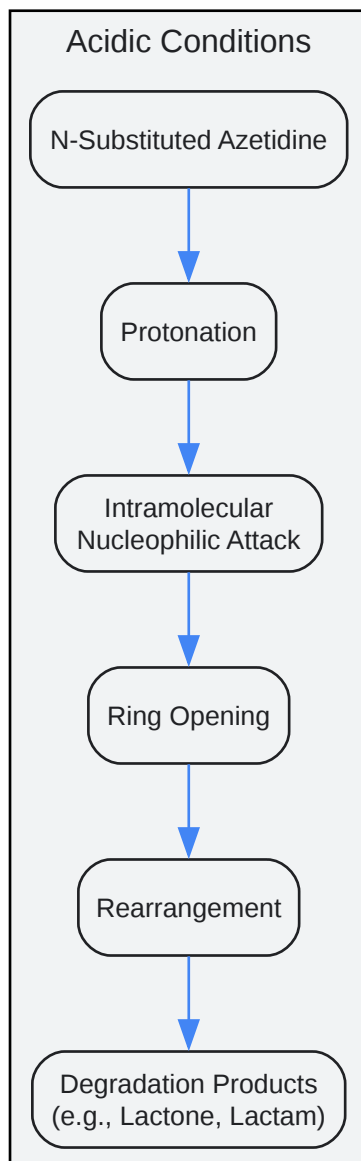 Acidic Conditions
N-Substituted Azetidine
Protonation
Intramolecular
Nucleophilic Attack
Ring Opening
Rearrangement
Degradation Products
(e.g., Lactone, Lactam)